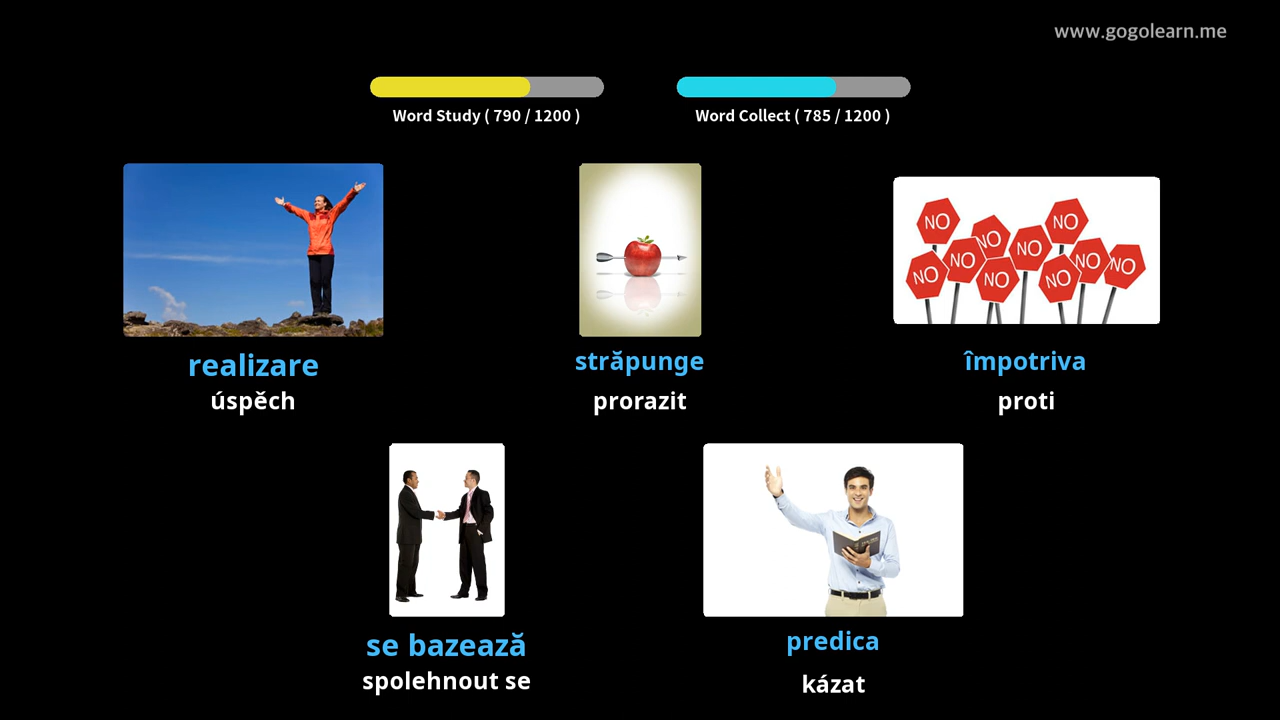 www.gogolearn.me
Word Study ( 790 / 1200 )
Word Collect ( 785 / 1200 )
NO
NO
NO
NO
NO
NO
NO
NO
NO
NO
realizare
úspěch
străpunge
prorazit
împotriva
proti
se bazează
spolehnout se
predica
kázat